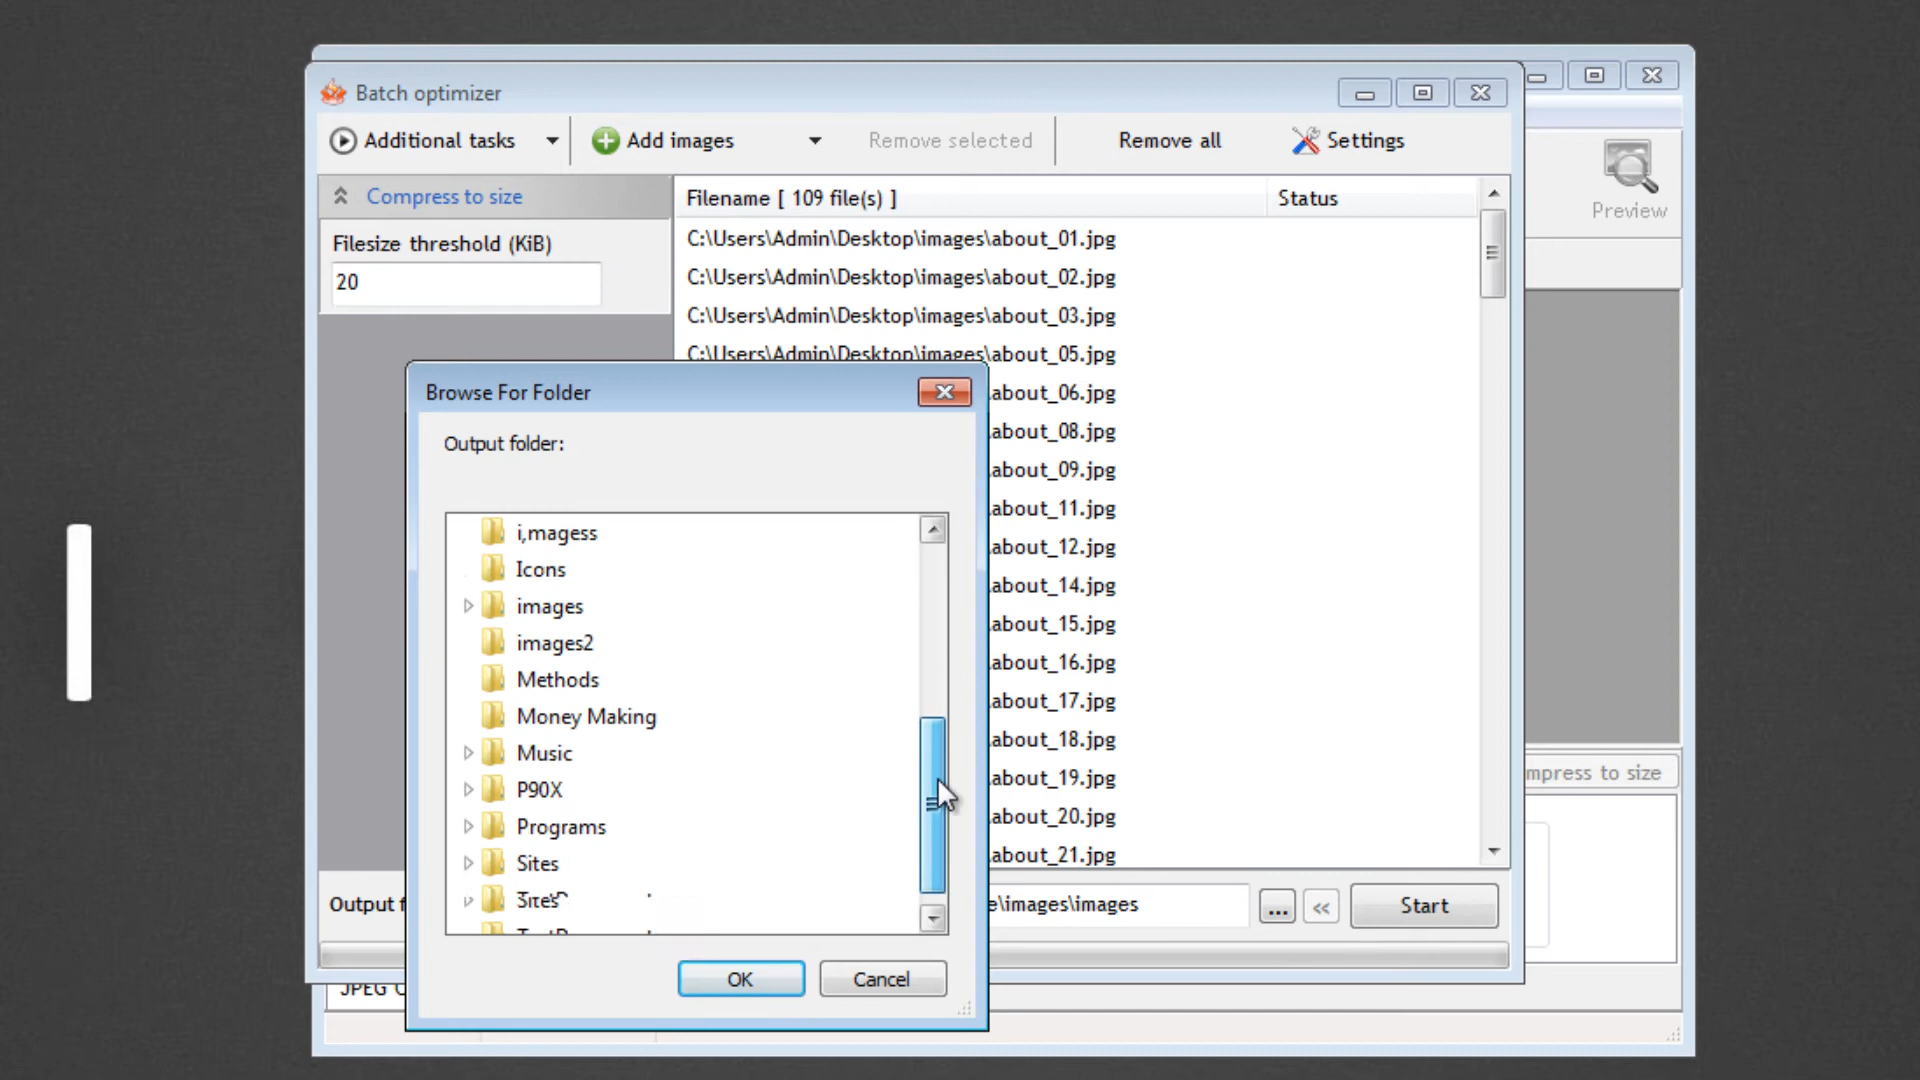 Batch optimizer
Additional tasks
Add images
Remove selected
Remove all
Settings
Preview
Compress to size
Filesize threshold (KiB)
20
Filename [ 109 file(s) ]
Status
C:\Users\Admin\Desktop\images\about_01.jpg
C:\Users\Admin\Desktop\images\about_02.jpg
C:\Users\Admin\Desktop\images\about_03.jpg
C:\Users\Admin\Desktop\images\about_05.jpg
about_06.jpg
about_08.jpg
about_09.jpg
about_11.jpg
about_12.jpg
about_14.jpg
about_15.jpg
about_16.jpg
about_17.jpg
about_18.jpg
about_19.jpg
about_20.jpg
about_21.jpg
Browse For Folder
Output folder:
i,magess
Icons
images
images2
Methods
Money Making
Music
P90X
Programs
Sites
OK
Cancel
mpress to size
Output f
e\images\images
...
<<
Start
JPEG